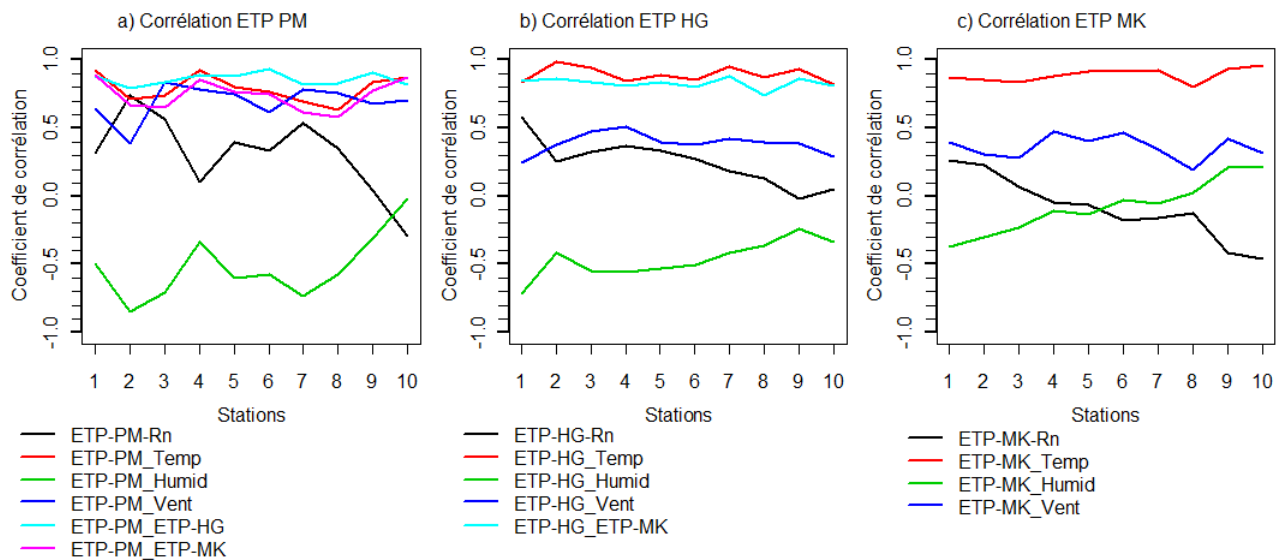 a) Corrélation ETP PM
b) Corrélation ETP HG
c) Corrélation ETP MK
Coefficient de corrélation
1.0
0.5
0.0
-0.5
-1.0
1 2 3 4 5 6 7 8 9 10
Stations
ETP-PM-Rn
ETP-PM_Temp
ETP-PM_Humid
ETP-PM_Vent
ETP-PM_ETP-HG
ETP-PM_ETP-MK
Coefficient de corrélation
1.0
0.5
0.0
-0.5
-1.0
1 2 3 4 5 6 7 8 9 10
Stations
ETP-HG-Rn
ETP-HG_Temp
ETP-HG_Humid
ETP-HG_Vent
ETP-HG_ETP-MK
Coefficient de corrélation
1.0
0.5
0.0
-0.5
-1.0
1 2 3 4 5 6 7 8 9 10
Stations
ETP-MK-Rn
ETP-MK_Temp
ETP-MK_Humid
ETP-MK_Vent